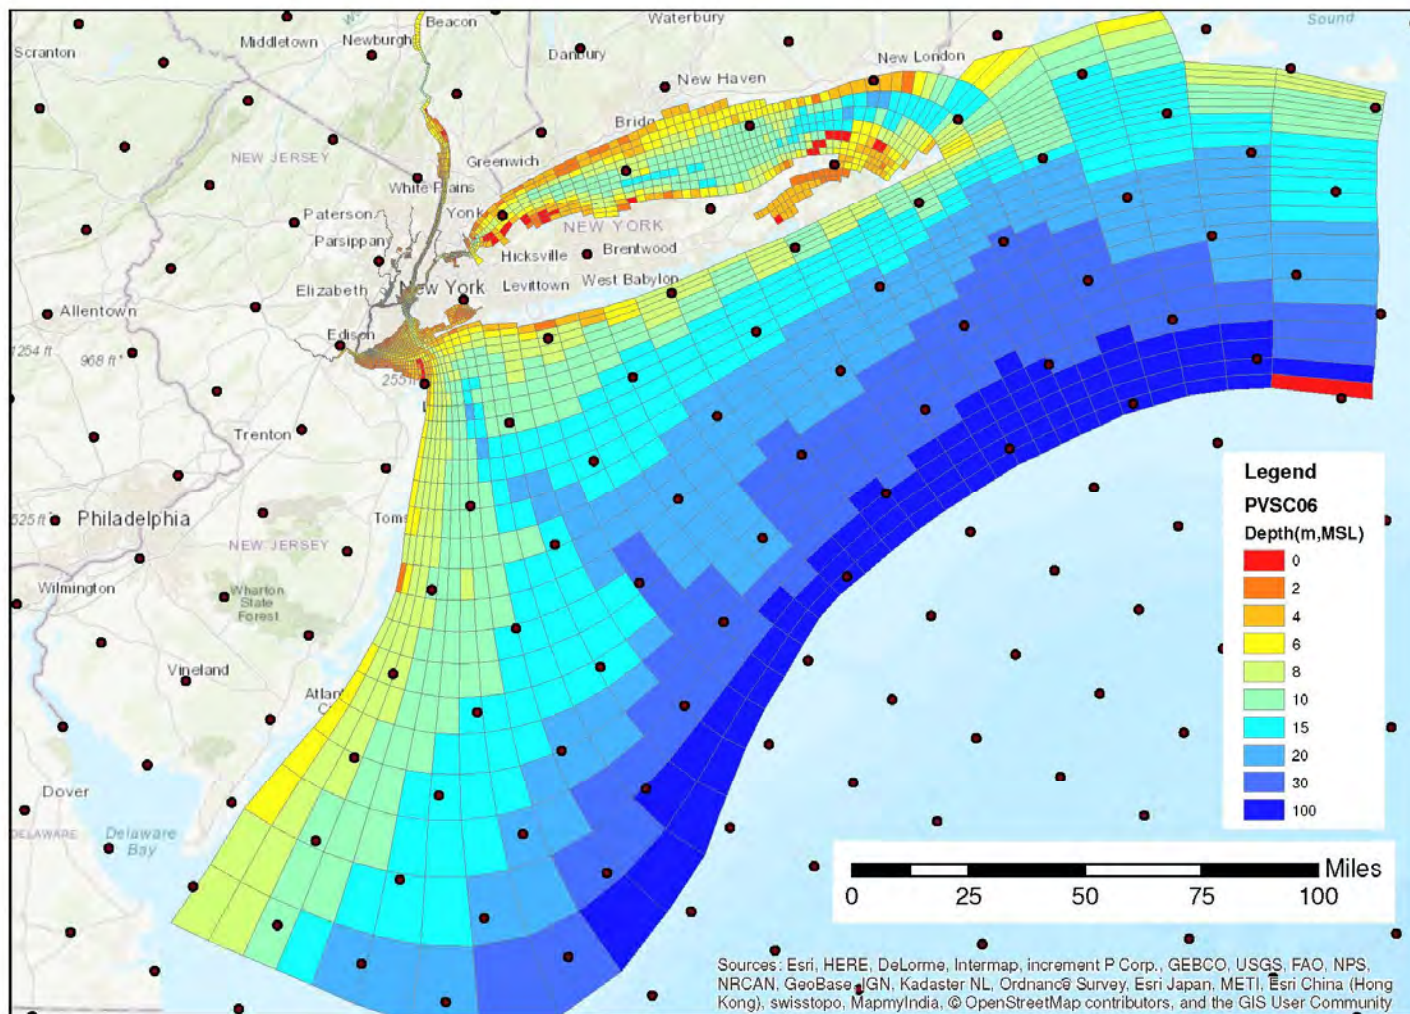 Beacon
Waterbury
Sound
Scranton
Middletown
Newburgh
Danbury
New London
New Haven
NEW JERSEY
Greenwich
White Plains
Paterson
Yonk
NEW YORK
Parsippany
Hicksville
Brentwood
Elizabeth
New York
Levittown
West Babylon
Allentown
Edison
1254 ft
968 ft
255 ft
Trenton
Philadelphia
525 ft
Toms
NEW JERSEY
Wilmington
Wharton
State
Forest
Vineland
Atlant
Dover
DELAWARE
Delaware
Bay
Legend
PVSC06
Depth(m,MSL)
0
2
4
6
8
10
15
20
30
100
Miles
0 25 50 75 100
Sources: Esri, HERE, DeLorme, Intermap, increment P Corp., GEBCO, USGS, FAO, NPS,
NRCAN, GeoBase, IGN, Kadaster NL, Ordnance Survey, Esri Japan, METI, Esri China (Hong
Kong), swisstopo, MapmyIndia, © OpenStreetMap contributors, and the GIS User Community